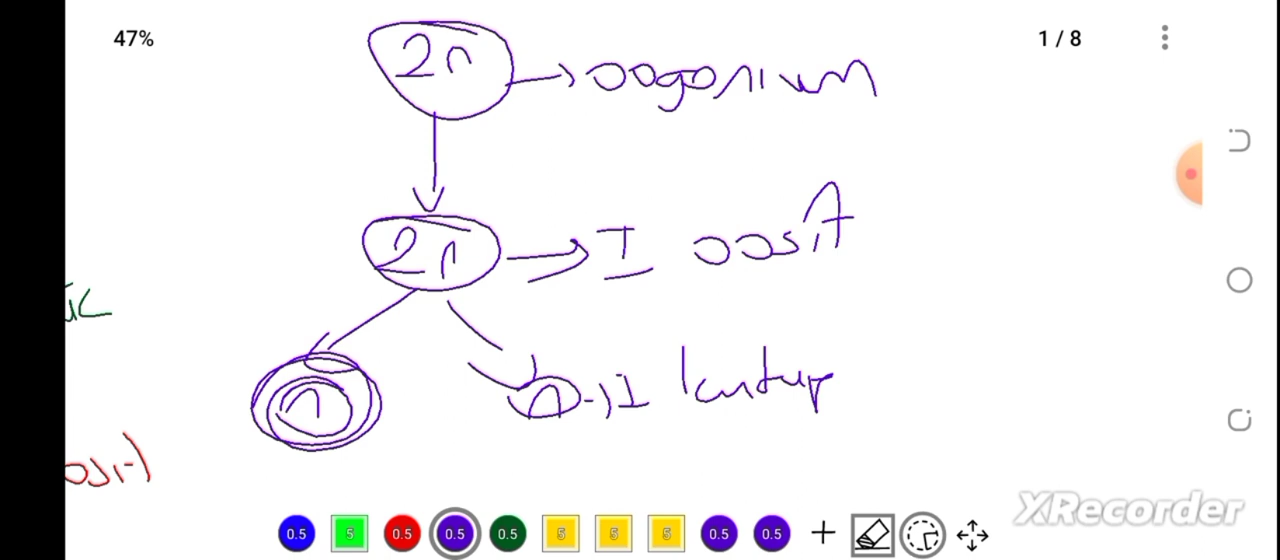 47% 1 / 8
2n → oogonium
2n → I oosit
n n → I kutup
0.5 5 0.5 0.5 0.5 5 5 5 0.5 0.5
XRecorder